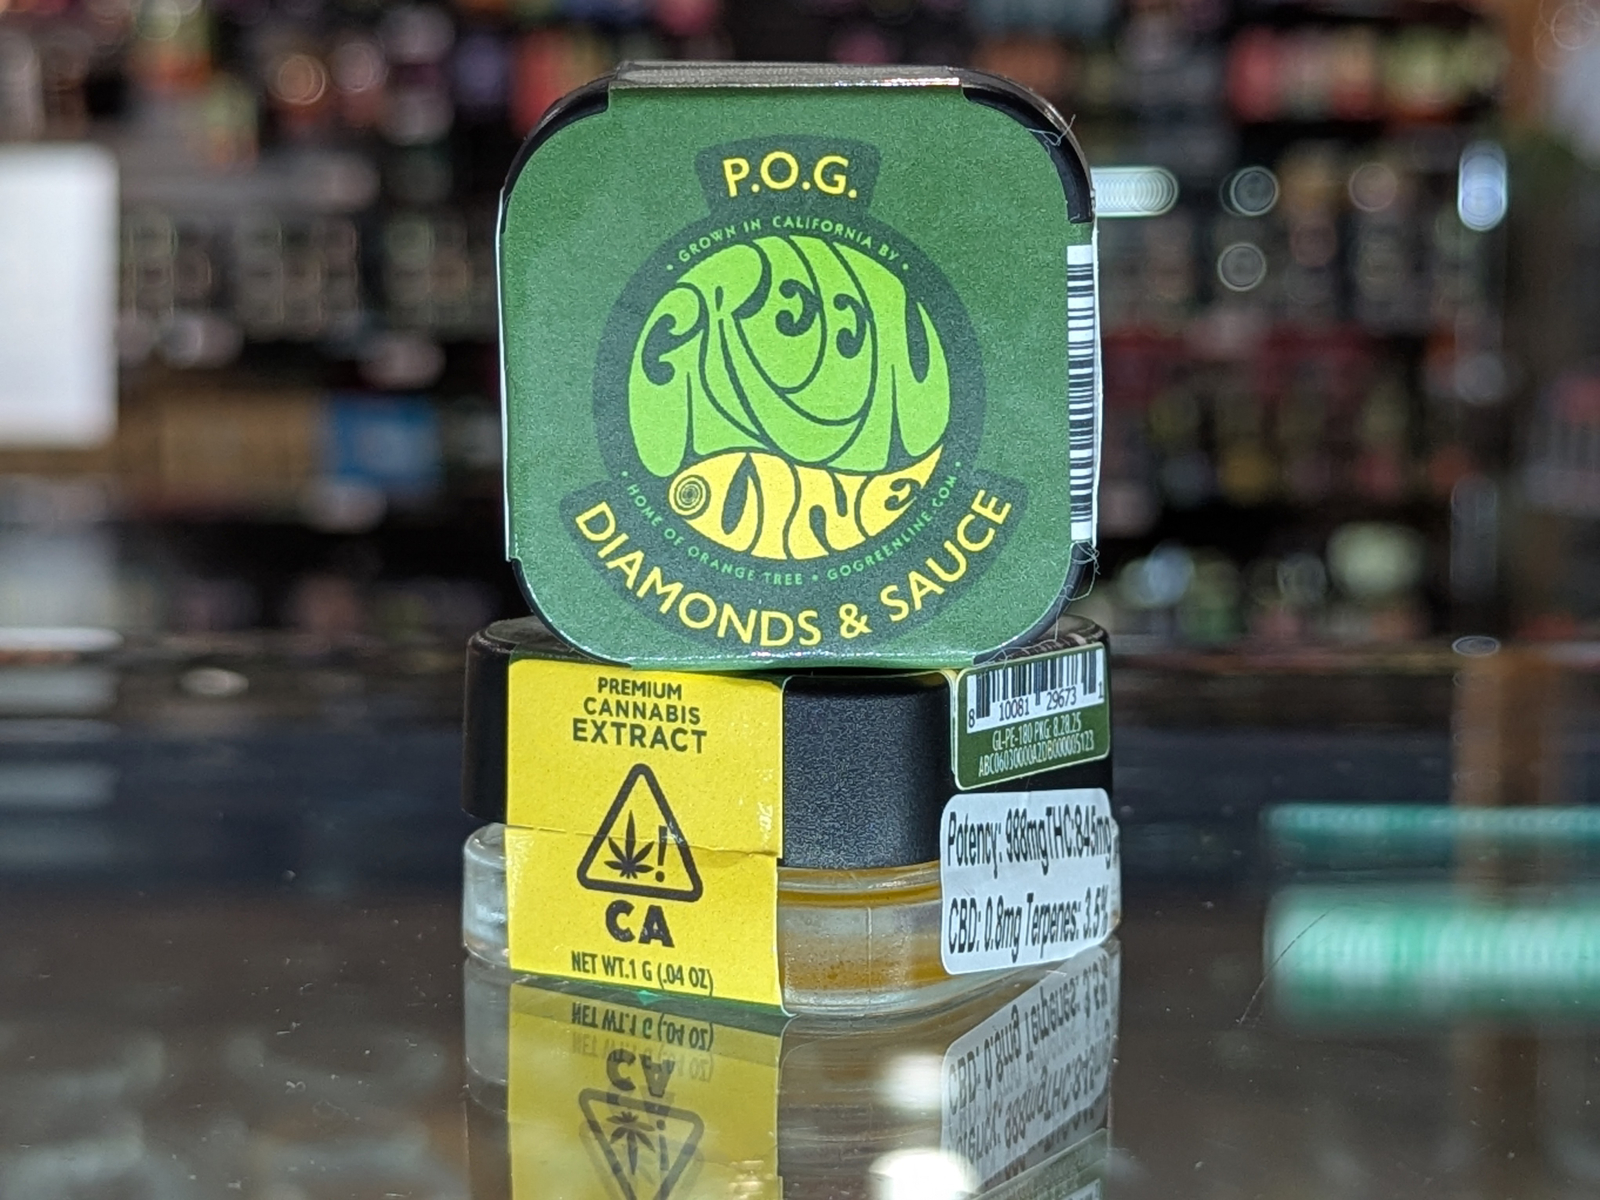 P.O.G.
• GROWN IN CALIFORNIA BY •
GREEN
LINE
• HOME OF ORANGE TREE • GOGREENLINE.COM •
DIAMONDS & SAUCE
PREMIUM
CANNABIS
EXTRACT
CA
NET WT.1 G (.04 OZ)
8 10081 29673 1
GL-PE-180 PKG: 8.28.25
Potency: 988mgTHC:845mg
CBD: 0.8mg Terpenes: 3.5%